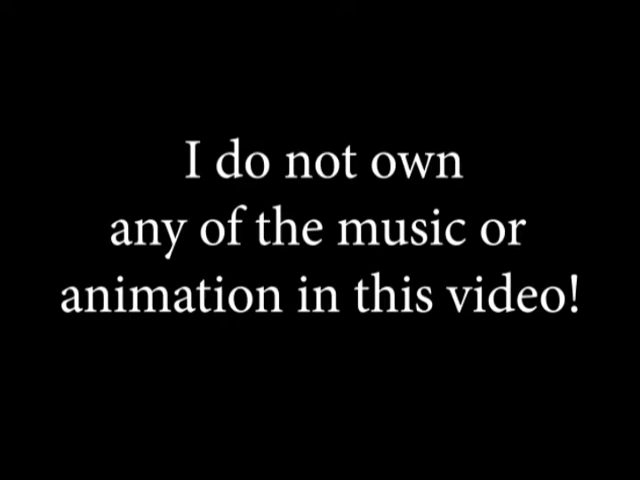 I do not own
any of the music or
animation in this video!